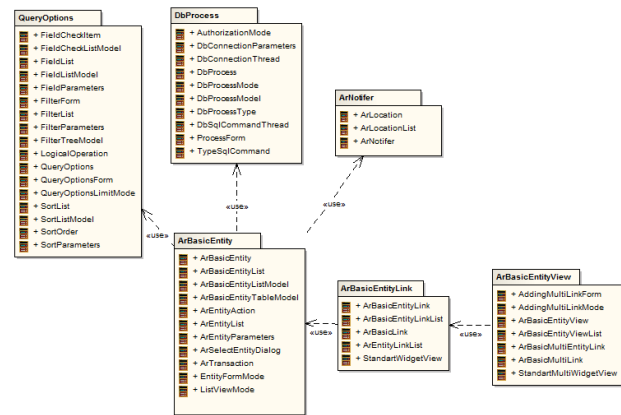 QueryOptions
+ FieldCheckItem
+ FieldCheckListModel
+ FieldList
+ FieldListModel
+ FieldParameters
+ FilterForm
+ FilterList
+ FilterParameters
+ FilterTreeModel
+ LogicalOperation
+ QueryOptions
+ QueryOptionsForm
+ QueryOptionsLimitMode
+ SortList
+ SortListModel
+ SortOrder
+ SortParameters
DbProcess
+ AuthorizationMode
+ DbConnectionParameters
+ DbConnectionThread
+ DbProcess
+ DbProcessMode
+ DbProcessModel
+ DbProcessType
+ DbSqlCommandThread
+ ProcessForm
+ TypeSqlCommand
ArNotifer
+ ArLocation
+ ArLocationList
+ ArNotifer
«use»
«use»
«use»
ArBasicEntity
+ ArBasicEntity
+ ArBasicEntityList
+ ArBasicEntityListModel
+ ArBasicEntityTableModel
+ ArEntityAction
+ ArEntityList
+ ArEntityParameters
+ ArSelectEntityDialog
+ ArTransaction
+ EntityFormMode
+ ListViewMode
«use»
ArBasicEntityLink
+ ArBasicEntityLink
+ ArBasicEntityLinkList
+ ArBasicLink
+ ArEntityLinkList
+ StandartWidgetView
«use»
ArBasicEntityView
+ AddingMultiLinkForm
+ AddingMultiLinkMode
+ ArBasicEntityView
+ ArBasicEntityViewList
+ ArBasicMultiEntityLink
+ ArBasicMultiLink
+ StandartMultiWidgetView